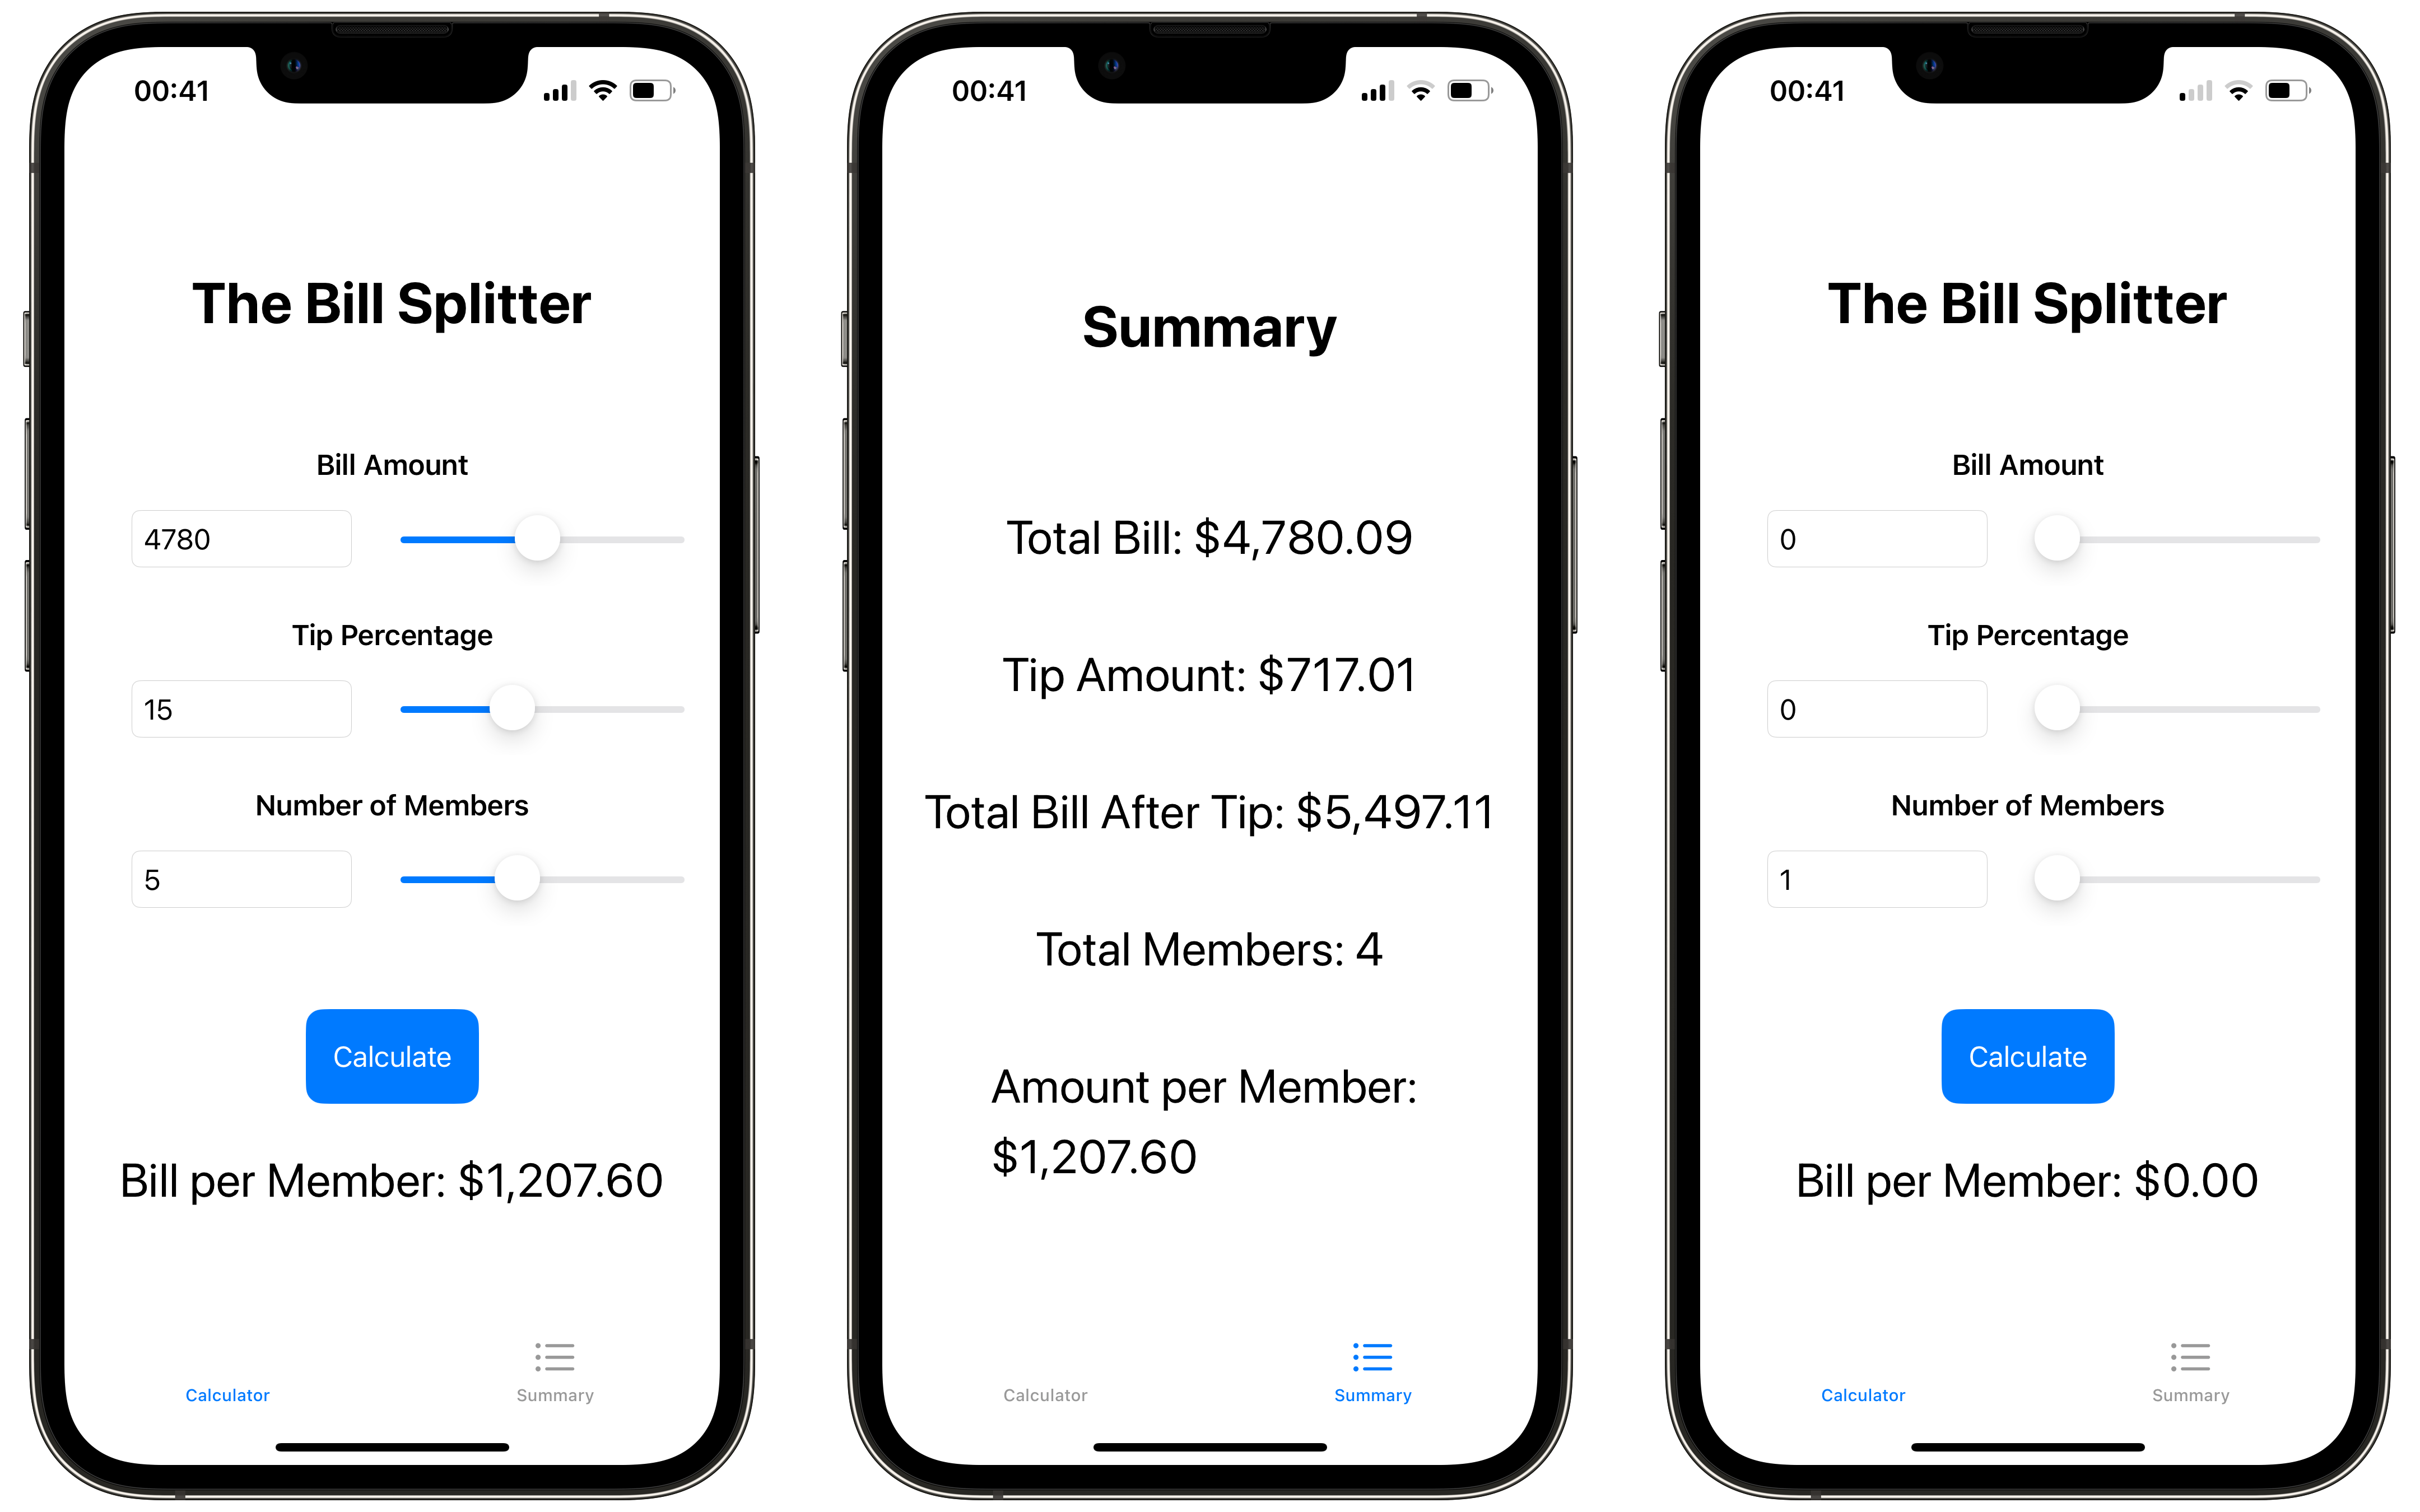 00:41
The Bill Splitter
Bill Amount
4780
Tip Percentage
15
Number of Members
5
Calculate
Bill per Member: $1,207.60
Calculator
Summary
00:41
Summary
Total Bill: $4,780.09
Tip Amount: $717.01
Total Bill After Tip: $5,497.11
Total Members: 4
Amount per Member:
$1,207.60
Calculator
Summary
00:41
The Bill Splitter
Bill Amount
0
Tip Percentage
0
Number of Members
1
Calculate
Bill per Member: $0.00
Calculator
Summary